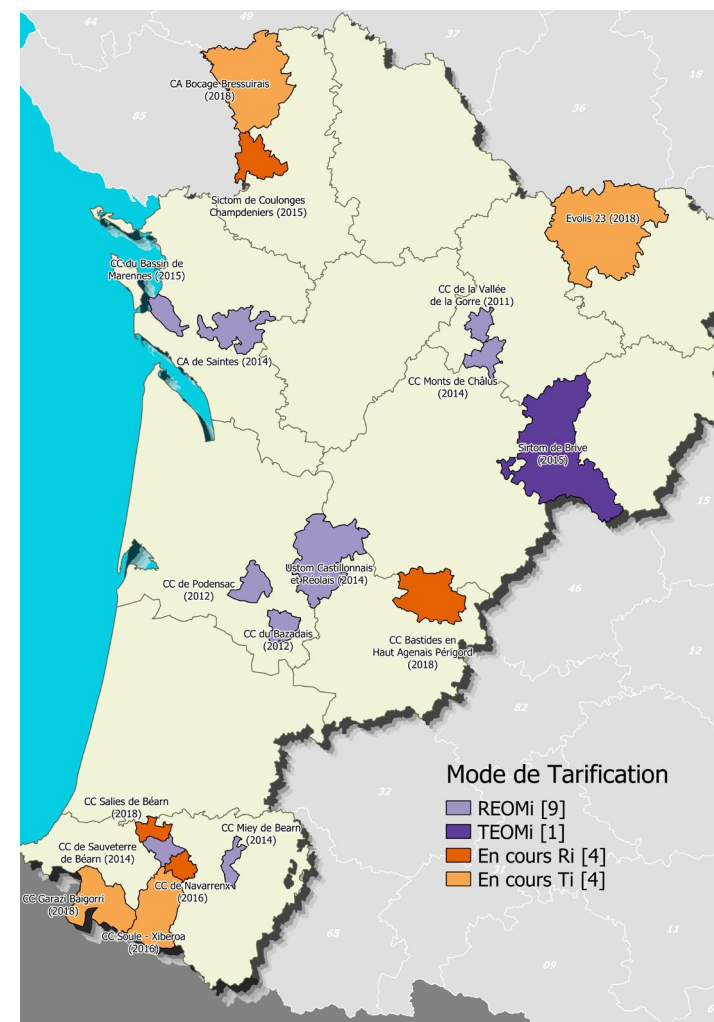 44
49
37
18
CA Bocage Bressuirais
(2018)
85
36
Sictom de Coulonges
Champdeniers (2015)
Evolis 23 (2018)
CC du Bassin de
Marennes (2015)
CC de la Vallée
de la Gorre (2011)
CA de Saintes (2014)
CC Monts de Châlus
(2014)
Sirtom de Brive
(2015)
15
Ustom Castillonnais
et Réolais (2014)
CC de Podensac
(2012)
46
CC du Bazadais
(2012)
CC Bastides en
Haut Agenais Périgord
(2018)
12
82
32
Mode de Tarification
REOMi [9]
TEOMi [1]
En cours Ri [4]
En cours Ti [4]
CC Salies de Béarn
(2018)
CC Miey de Bearn
(2014)
CC de Sauveterre
de Béarn (2014)
CC de Navarrenx
(2016)
CC Garazi Baigorri
(2018)
CC Soule - Xiberoa
(2016)
31
65
11
09